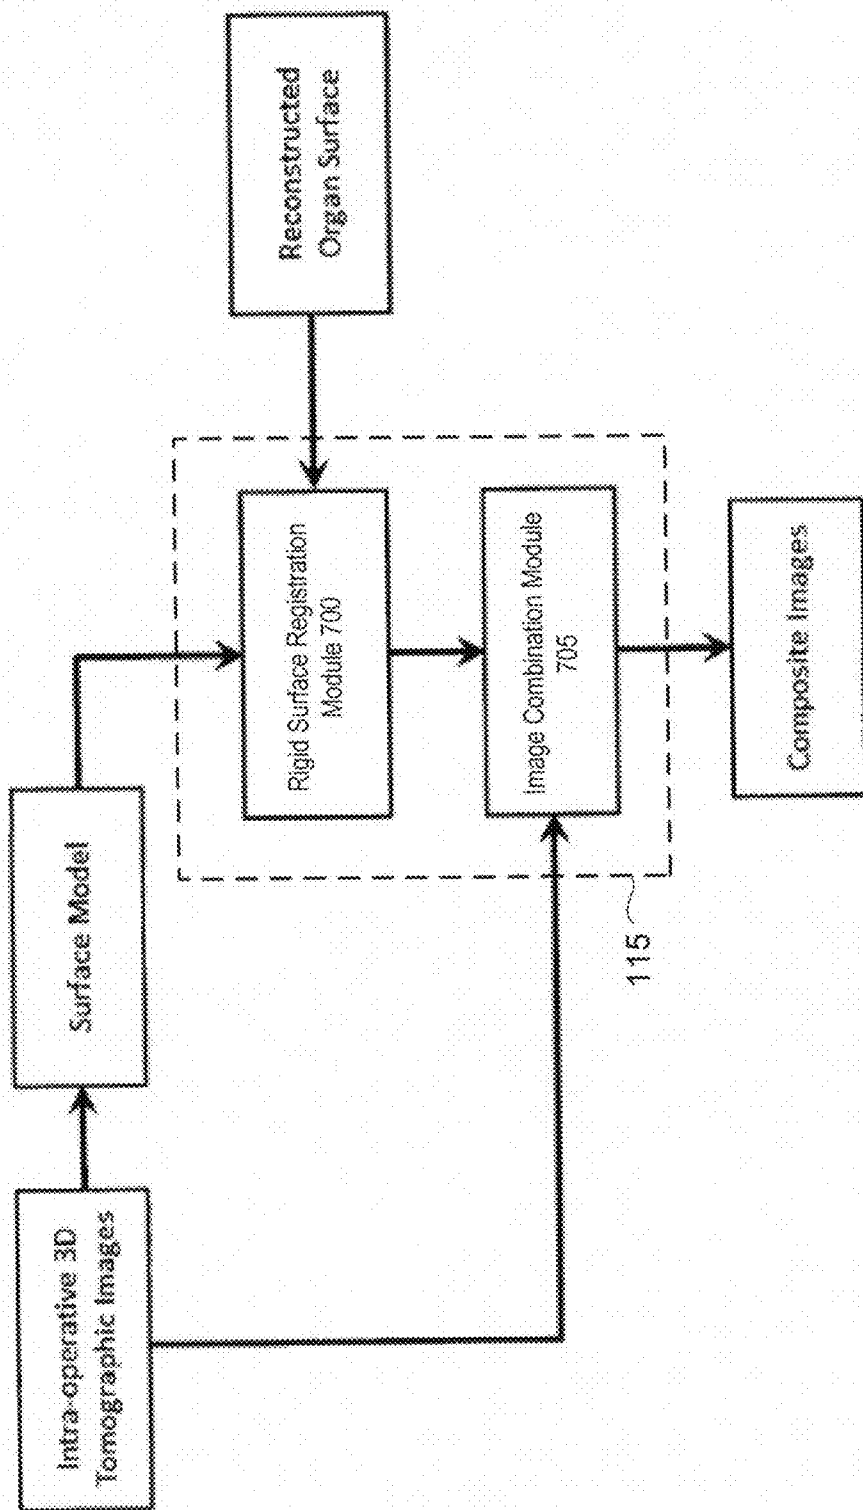 Intra-operative 3D
Tomographic Images
Surface Model
Rigid Surface Registration
Module 700
Reconstructed
Organ Surface
Image Combination Module
705
115
Composite Images